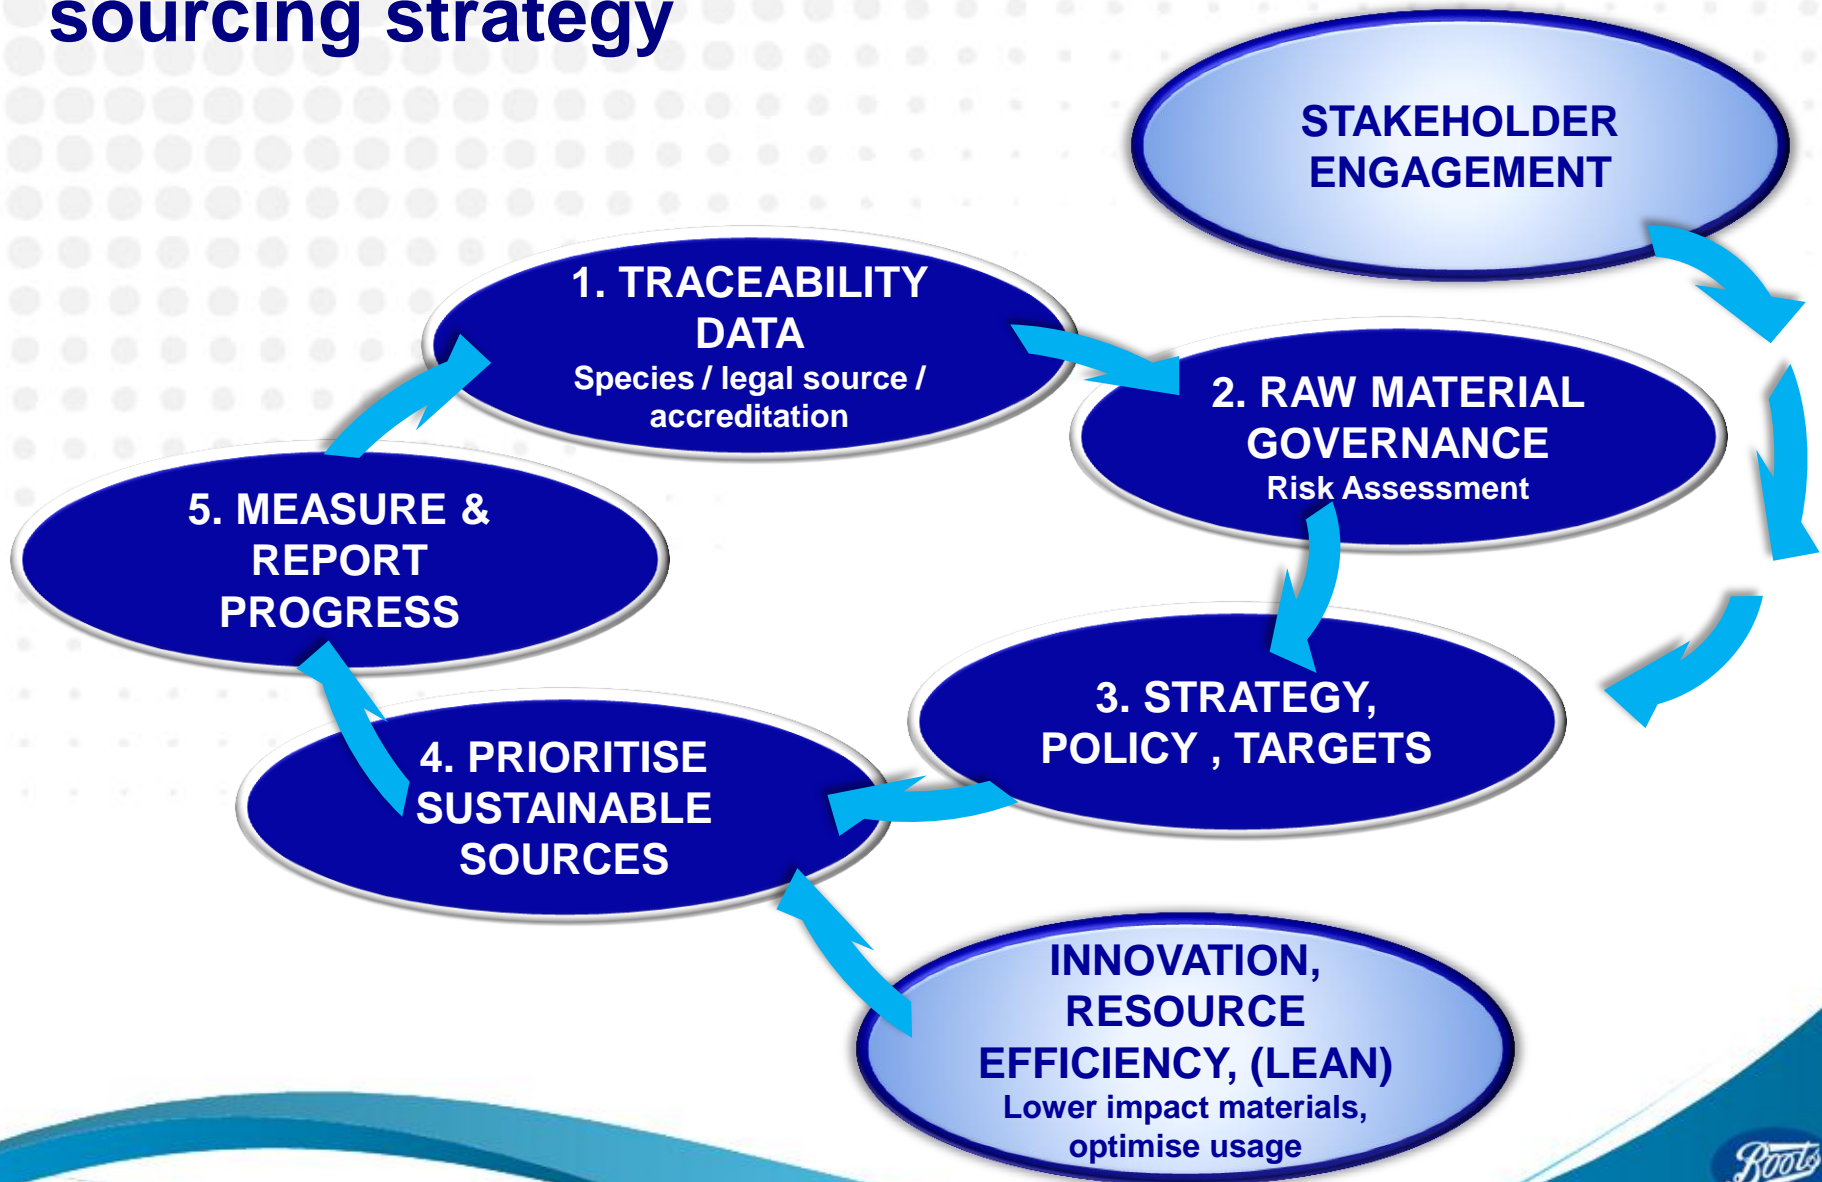 sourcing strategy
STAKEHOLDER
ENGAGEMENT
1. TRACEABILITY
DATA
Species / legal source /
accreditation
2. RAW MATERIAL
GOVERNANCE
Risk Assessment
5. MEASURE &
REPORT
PROGRESS
3. STRATEGY,
POLICY , TARGETS
4. PRIORITISE
SUSTAINABLE
SOURCES
INNOVATION,
RESOURCE
EFFICIENCY, (LEAN)
Lower impact materials,
optimise usage
Boots